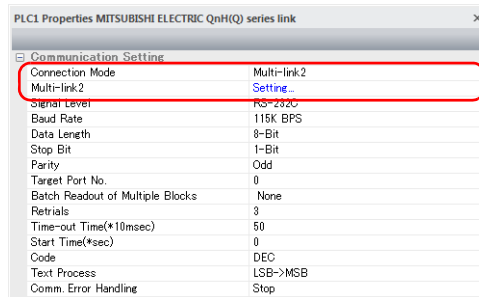 PLC1 Properties MITSUBISHI ELECTRIC QnH(Q) series link ×
Communication Setting
Connection Mode Multi-link2
Multi-link2 Setting...
Signal Level RS-232C
Baud Rate 115K BPS
Data Length 8-Bit
Stop Bit 1-Bit
Parity Odd
Target Port No. 0
Batch Readout of Multiple Blocks None
Retrials 3
Time-out Time(*10msec) 50
Start Time(*sec) 0
Code DEC
Text Process LSB->MSB
Comm. Error Handling Stop